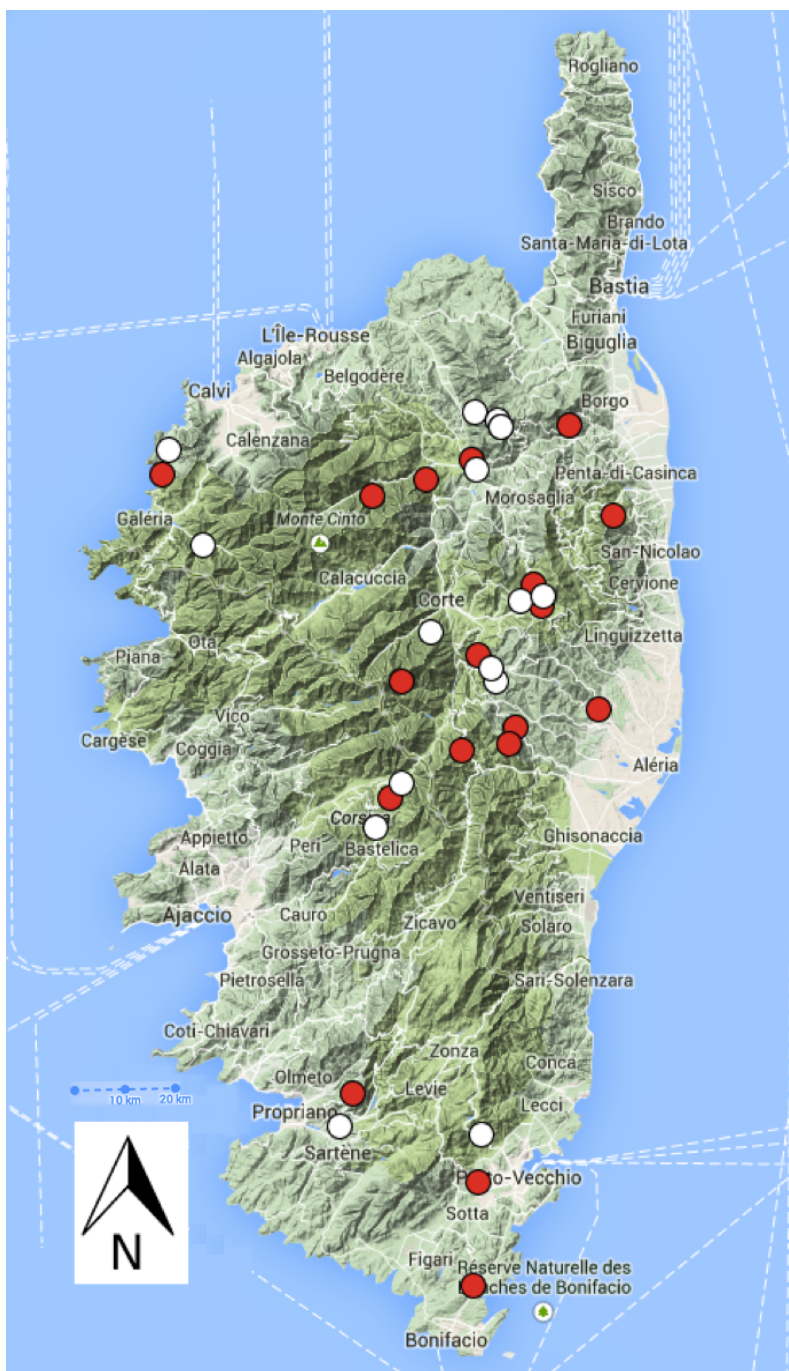 Rogliano
Sisco
Brando
Santa-Maria-di-Lota
Bastia
Furiani
L'Île-Rousse
Biguglia
Algajola
Belgodère
Calvi
Borgo
Calenzana
Penta-di-Casinca
Morosaglia
Galéria
Monte Cinto
San-Nicolao
Calacuccia
Cervione
Corte
Linguizzetta
Ota
Piana
Vico
Cargèse
Coggia
Aléria
Appietto
Peri
Bastelica
Ghisonaccia
Alata
Ventiseri
Ajaccio
Cauro
Zicavo
Solaro
Grosseto-Prugna
Pietrosella
Sari-Solenzara
Coti-Chiavari
Zonza
Conca
Olmeto
Levie
10 km
20 km
Propriano
Lecci
Sartène
Sotta
N
Figari
Réserve Naturelle des
de Bonifacio
Bonifacio